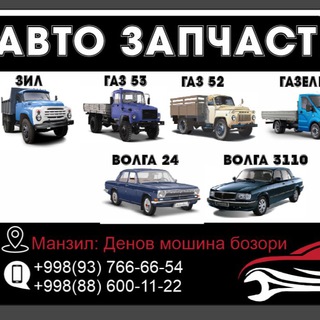 АВТО ЗАПЧАСТ
ЗИЛ ГАЗ 53 ГАЗ 52 ГАЗЕЛ
ВОЛГА 24 ВОЛГА 3110
Манзил: Денов мошина бозори
+998(93) 766-66-54
+998(88) 600-11-22